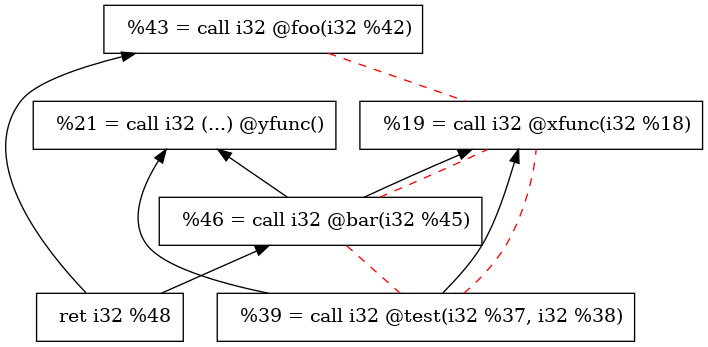 %43 = call i32 @foo(i32 %42)
%21 = call i32 (...) @yfunc()
%19 = call i32 @xfunc(i32 %18)
%46 = call i32 @bar(i32 %45)
ret i32 %48
%39 = call i32 @test(i32 %37, i32 %38)